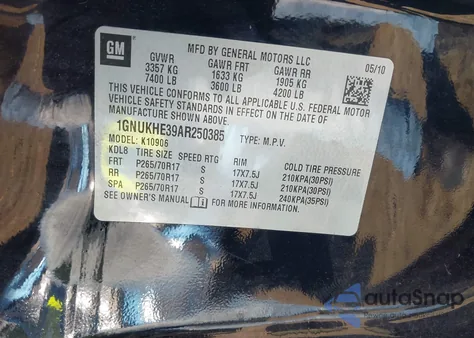 GM
MFD BY GENERAL MOTORS LLC
05/10
GVWR GAWR FRT GAWR RR
3357 KG 1633 KG 1905 KG
7400 LB 3600 LB 4200 LB
THIS VEHICLE CONFORMS TO ALL APPLICABLE U.S. FEDERAL MOTOR
VEHICLE SAFETY STANDARDS IN EFFECT ON THE DATE OF
MANUFACTURE SHOWN ABOVE.
1GNUKHE39AR250385 TYPE: M.P.V.
MODEL: K10906
KDL8 TIRE SIZE SPEED RTG RIM COLD TIRE PRESSURE
FRT P265/70R17 S 17X7.5J 210KPA(30PSI)
RR P265/70R17 S 17X7.5J 210KPA(30PSI)
SPA P265/70R17 S 17X7.5J 240KPA(35PSI)
SEE OWNER'S MANUAL FOR ADDITIONAL INFORMATION.
autoSnap